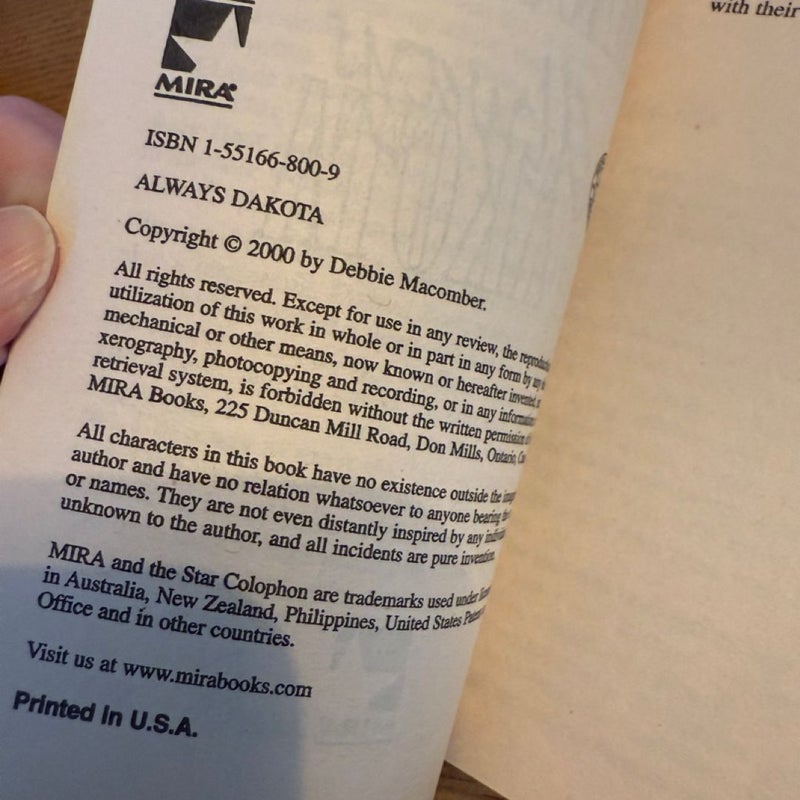 MIRA®
ISBN 1-55166-800-9
ALWAYS DAKOTA
Copyright © 2000 by Debbie Macomber.
All rights reserved. Except for use in any review, the
utilization of this work in whole or in part in any form by any
mechanical or other means, now known or hereafter
xerography, photocopying and recording, or in any
retrieval system, is forbidden without the written permission
MIRA Books, 225 Duncan Mill Road, Don Mills, Ontario,
All characters in this book have no existence outside the
author and have no relation whatsoever to anyone bearing
or names. They are not even distantly inspired by any
unknown to the author, and all incidents are pure invention.
MIRA and the Star Colophon are trademarks used under
in Australia, New Zealand, Philippines, United States
Office and in other countries.
Visit us at www.mirabooks.com
Printed in U.S.A.
with their